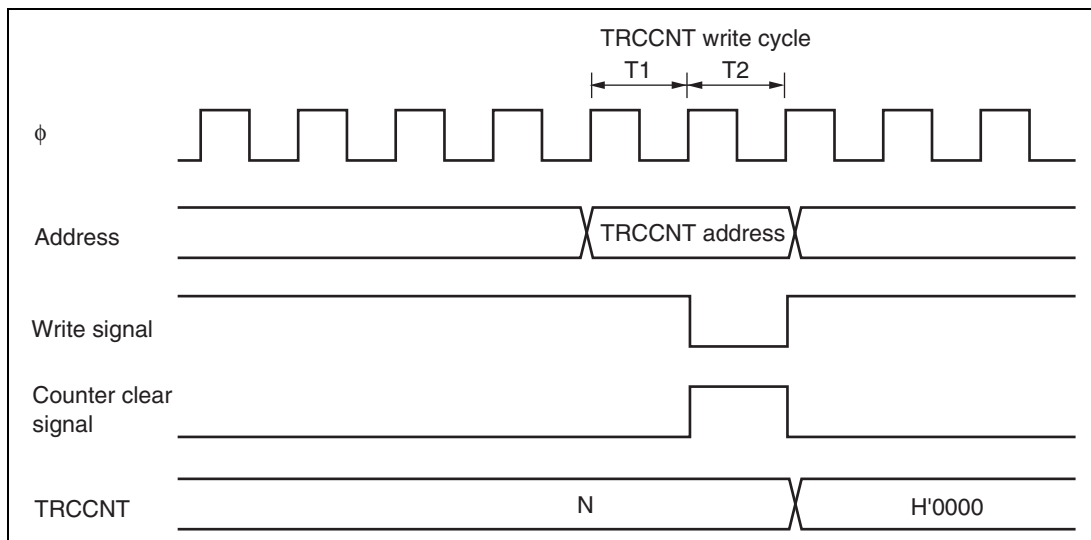 TRCCNT write cycle
T1 T2
ϕ
Address TRCCNT address
Write signal
Counter clear
signal
TRCCNT N H'0000